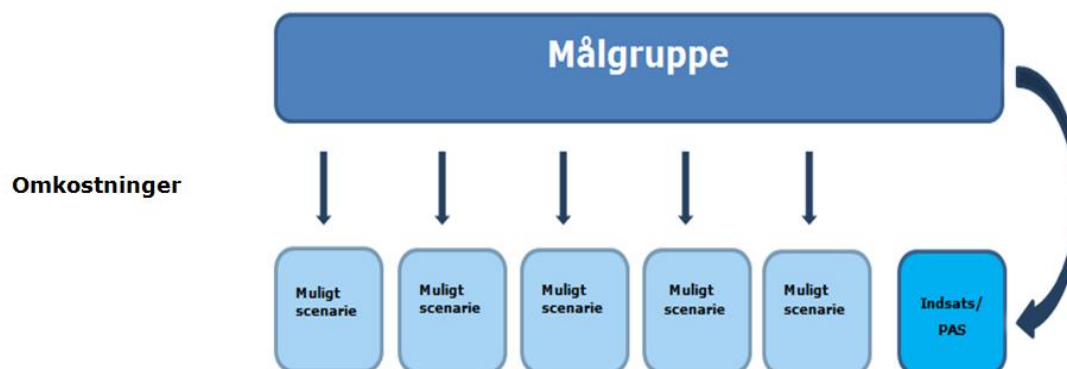 Målgruppe
Omkostninger
Muligt
scenarie
Muligt
scenarie
Muligt
scenarie
Muligt
scenarie
Muligt
scenarie
Indsats/
PAS